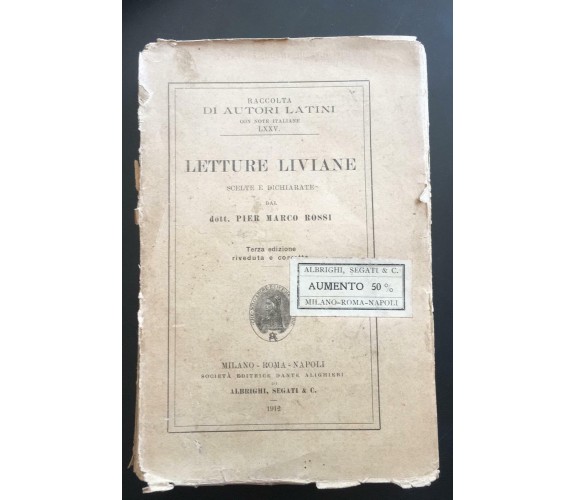 RACCOLTA
DI AUTORI LATINI
CON NOTE ITALIANE
LXXV.
LETTURE LIVIANE
SCELTE E DICHIARATE
DAL
dott. PIER MARCO ROSSI
Terza edizione
riveduta e corretta
ALBRIGHI, SEGATI & C.
AUMENTO 50 %
MILANO-ROMA-NAPOLI
MILANO - ROMA - NAPOLI
SOCIETÀ EDITRICE DANTE ALIGHIERI
DI
ALBRIGHI, SEGATI & C.
1912